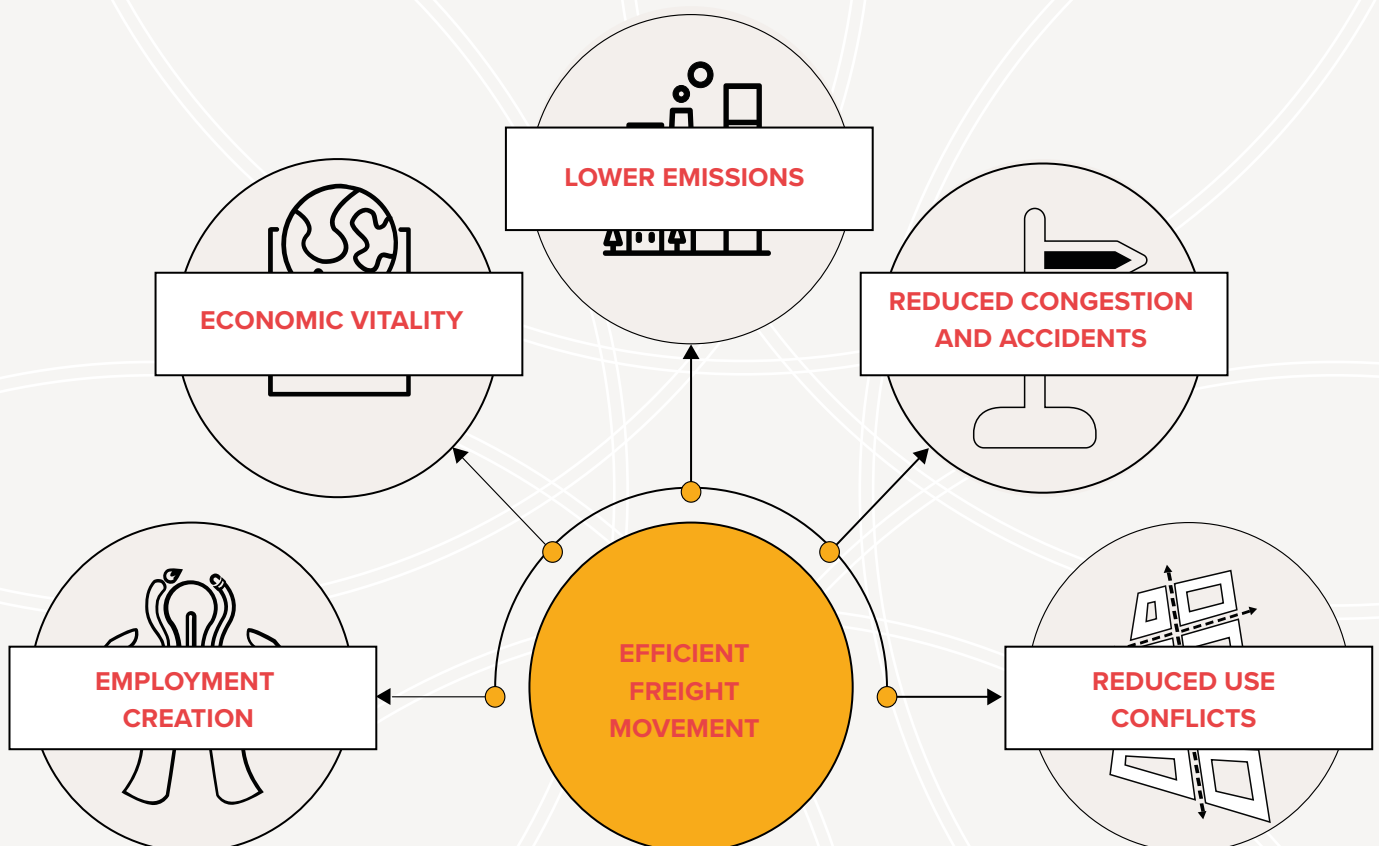 LOWER EMISSIONS
ECONOMIC VITALITY
REDUCED CONGESTION
AND ACCIDENTS
EMPLOYMENT
CREATION
EFFICIENT
FREIGHT
MOVEMENT
REDUCED USE
CONFLICTS